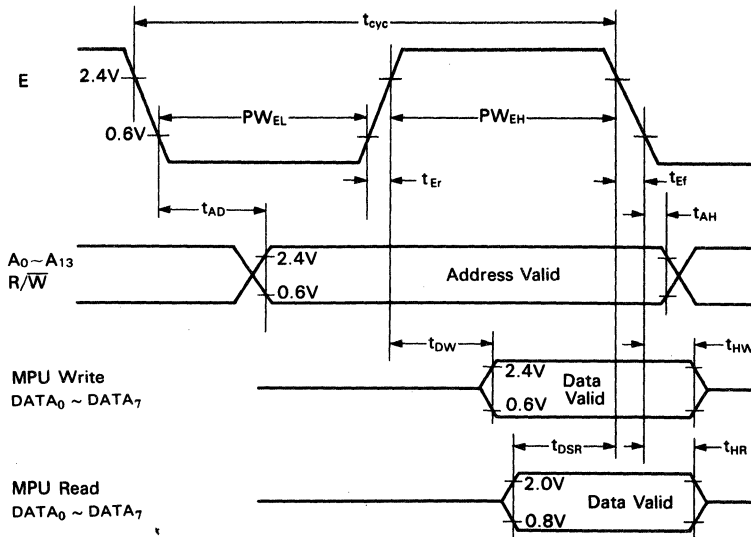 tcyc
E
2.4V
0.6V
PWEL
PWEH
tEr
tEf
tAD
tAH
A0~A13
R/W̅
2.4V
0.6V
Address Valid
tDW
tHW
MPU Write
DATA0 ~ DATA7
2.4V
0.6V
Data
Valid
tDSR
tHR
MPU Read
DATA0 ~ DATA7
2.0V
0.8V
Data Valid